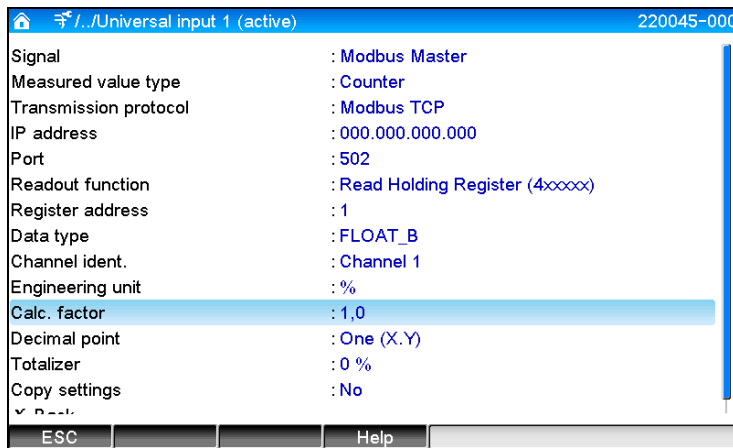 /../Universal input 1 (active) 220045-000
Signal : Modbus Master
Measured value type : Counter
Transmission protocol : Modbus TCP
IP address : 000.000.000.000
Port : 502
Readout function : Read Holding Register (4xxxxx)
Register address : 1
Data type : FLOAT_B
Channel ident. : Channel 1
Engineering unit : %
Calc. factor : 1,0
Decimal point : One (X.Y)
Totalizer : 0 %
Copy settings : No
X Back
ESC Help